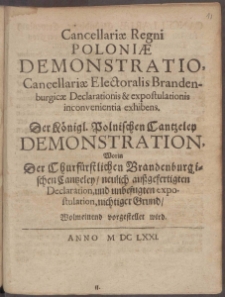 Cancellariæ Regni
POLONIÆ
DEMONSTRATIO,
Cancellariæ Electoralis Branden-
burgicæ Declarationis & expostulationis
inconvenientia exhibens.
Der Königl. Polnischen Cantzeley
DEMONSTRATION,
Worin
Der Churfürstlichen Brandenburgi-
schen Cantzeley/ neulich außgefertigten
Declaration, und unbefugten expo-
stulation, nichtiger Grund/
Wolmeinend vorgestellet wird.
ANNO M DC LXXI.